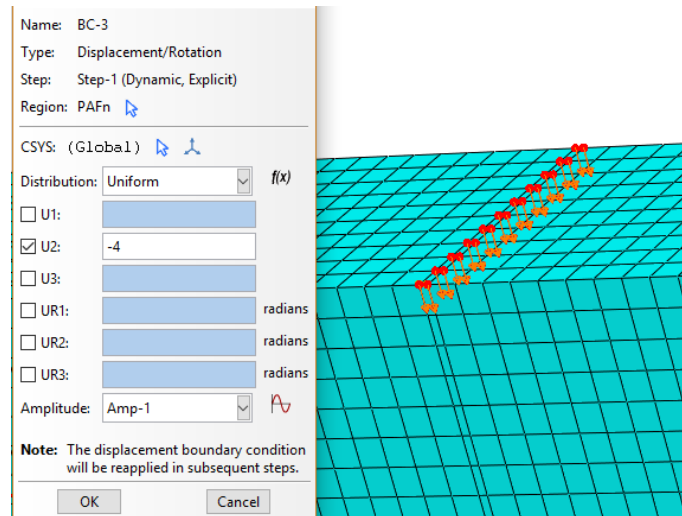 Name: BC-3
Type: Displacement/Rotation
Step: Step-1 (Dynamic, Explicit)
Region: PAFn
CSYS: (Global)
Distribution: Uniform f(x)
U1:
U2: -4
U3:
UR1: radians
UR2: radians
UR3: radians
Amplitude: Amp-1
Note: The displacement boundary condition
will be reapplied in subsequent steps.
OK Cancel